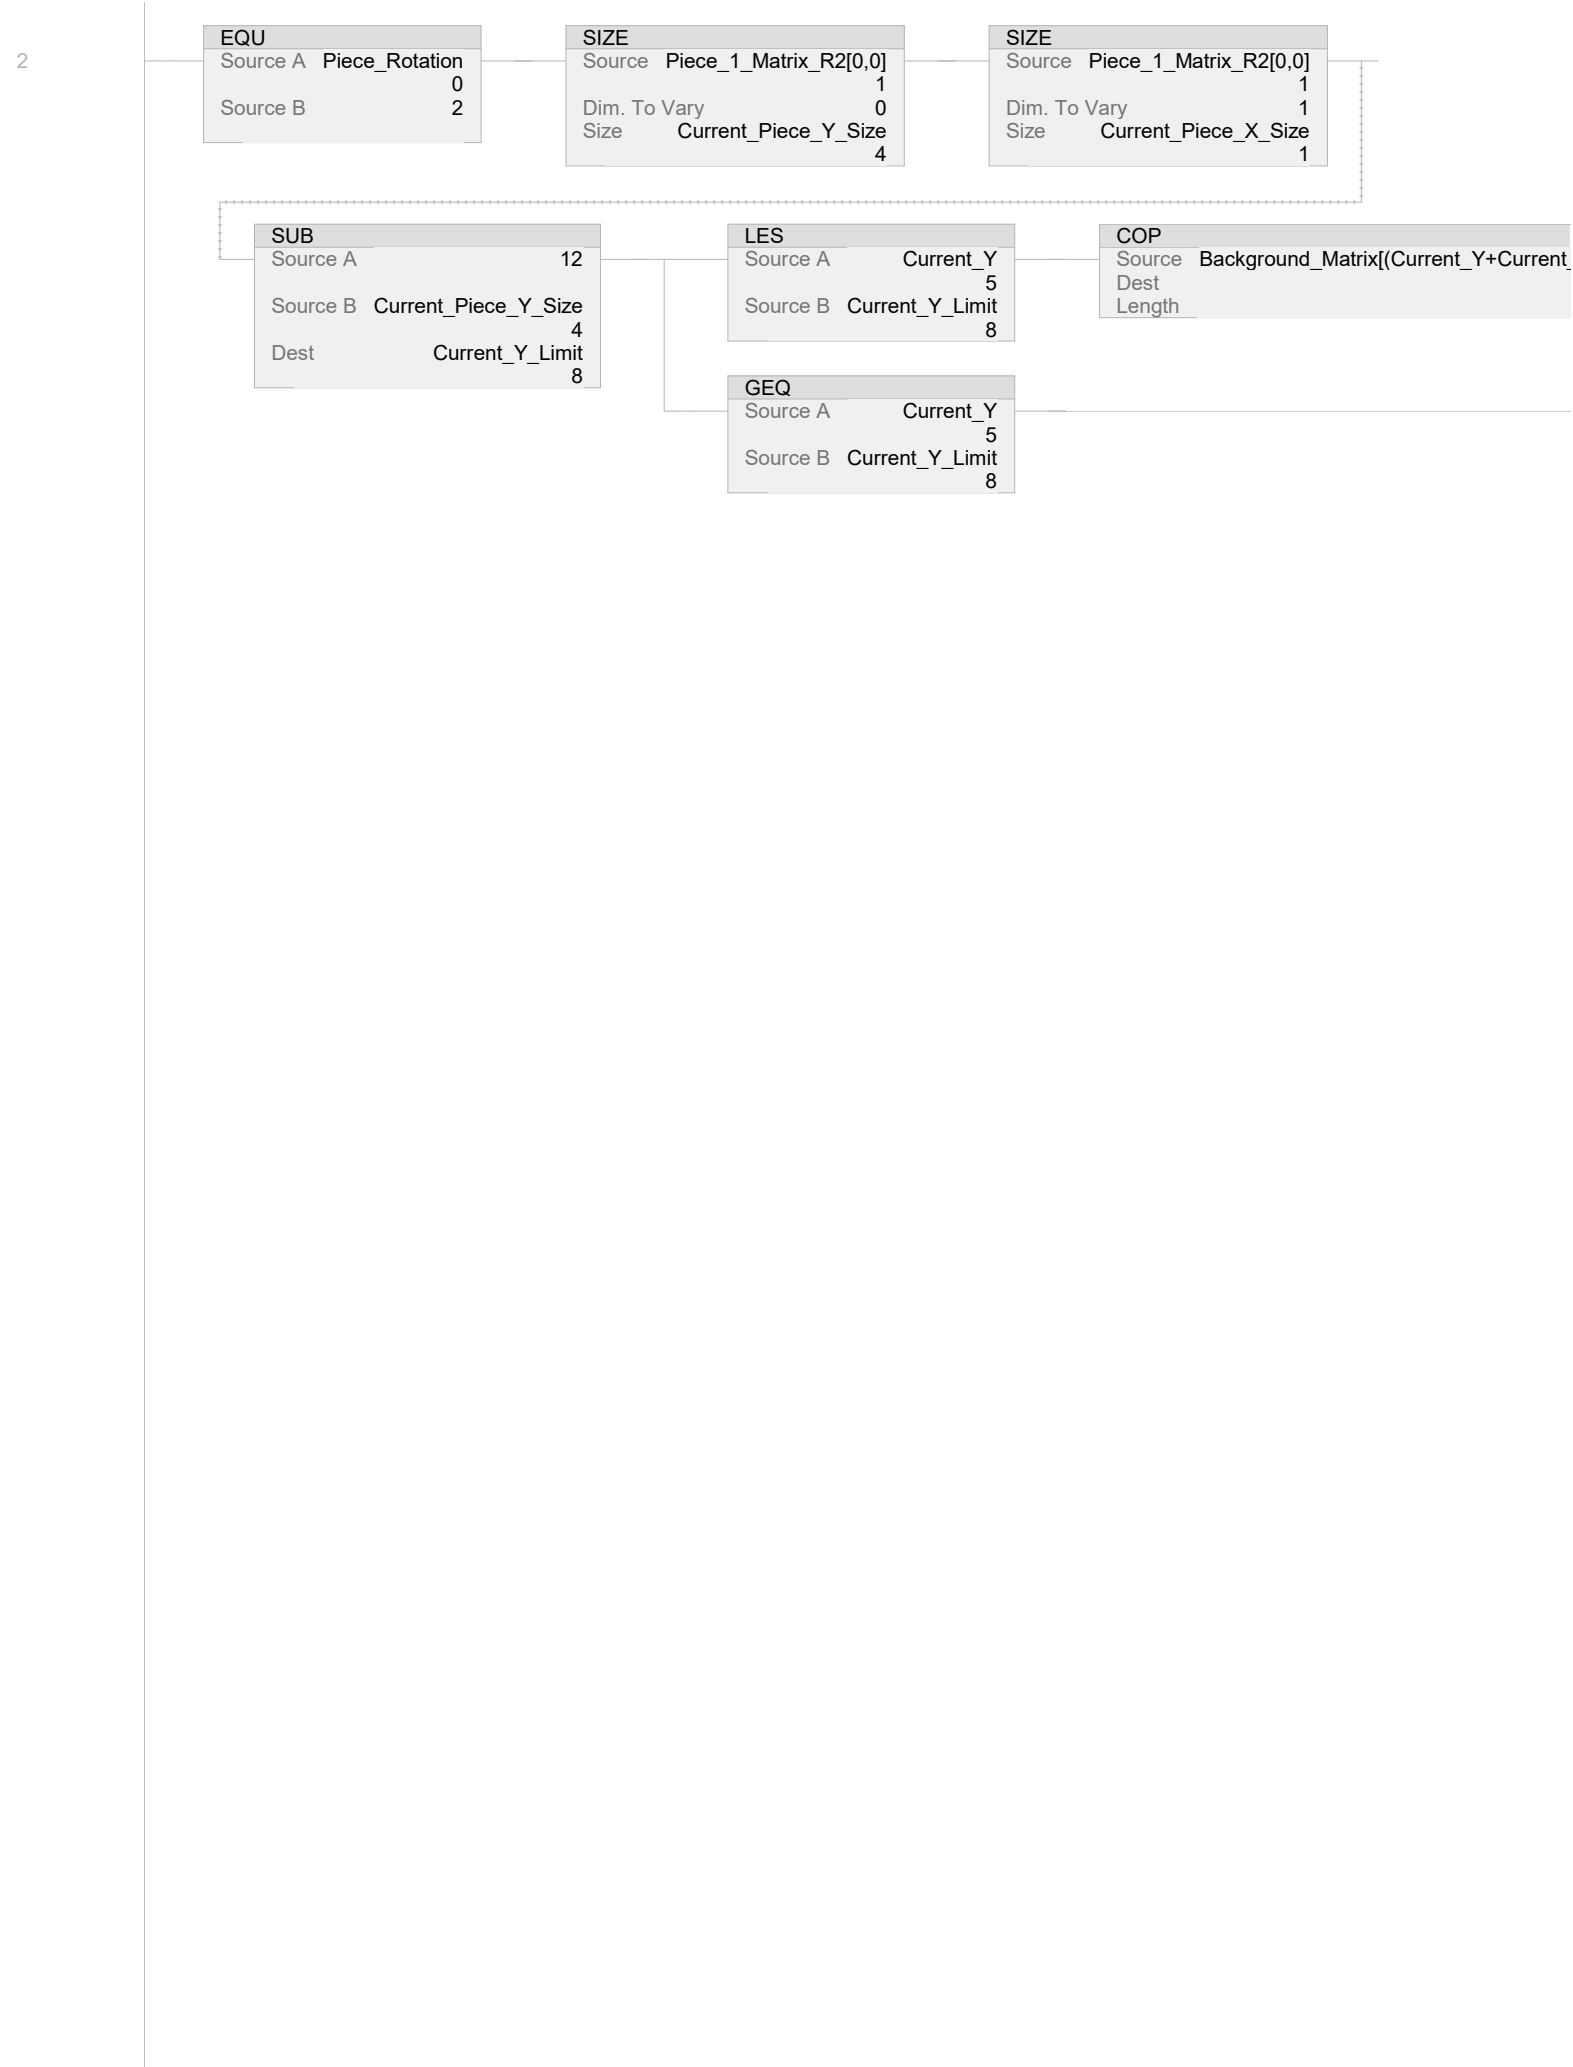 2
EQU
Source A Piece_Rotation
0
Source B 2
SIZE
Source Piece_1_Matrix_R2[0,0]
1
Dim. To Vary 0
Size Current_Piece_Y_Size
4
SIZE
Source Piece_1_Matrix_R2[0,0]
1
Dim. To Vary 1
Size Current_Piece_X_Size
1
SUB
Source A 12
Source B Current_Piece_Y_Size
4
Dest Current_Y_Limit
8
LES
Source A Current_Y
5
Source B Current_Y_Limit
8
COP
Source Background_Matrix[(Current_Y+Current_
Dest
Length
GEQ
Source A Current_Y
5
Source B Current_Y_Limit
8